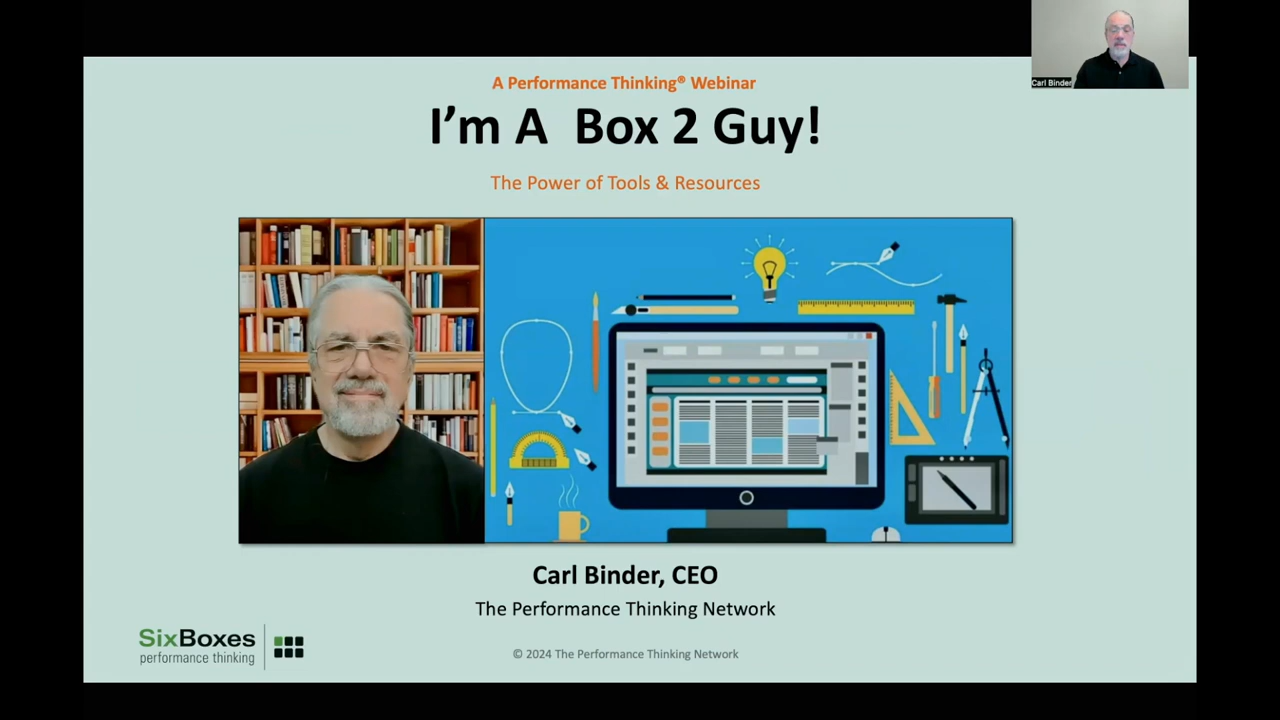 Carl Binder
A Performance Thinking® Webinar
I'm A  Box 2 Guy!
The Power of Tools & Resources
Carl Binder, CEO
The Performance Thinking Network
SixBoxes
performance thinking
© 2024 The Performance Thinking Network